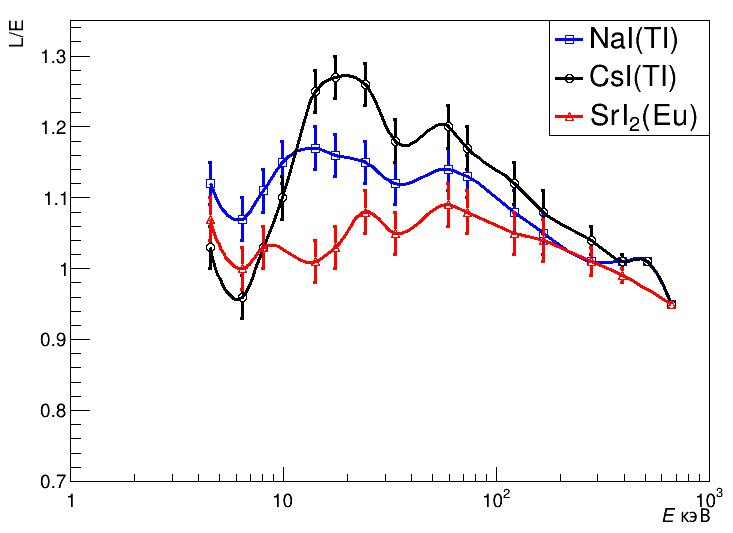 L/E
1.3
1.2
1.1
1
0.9
0.8
0.7
NaI(Tl)
CsI(Tl)
SrI₂(Eu)
1
10
10²
10³
E кэВ